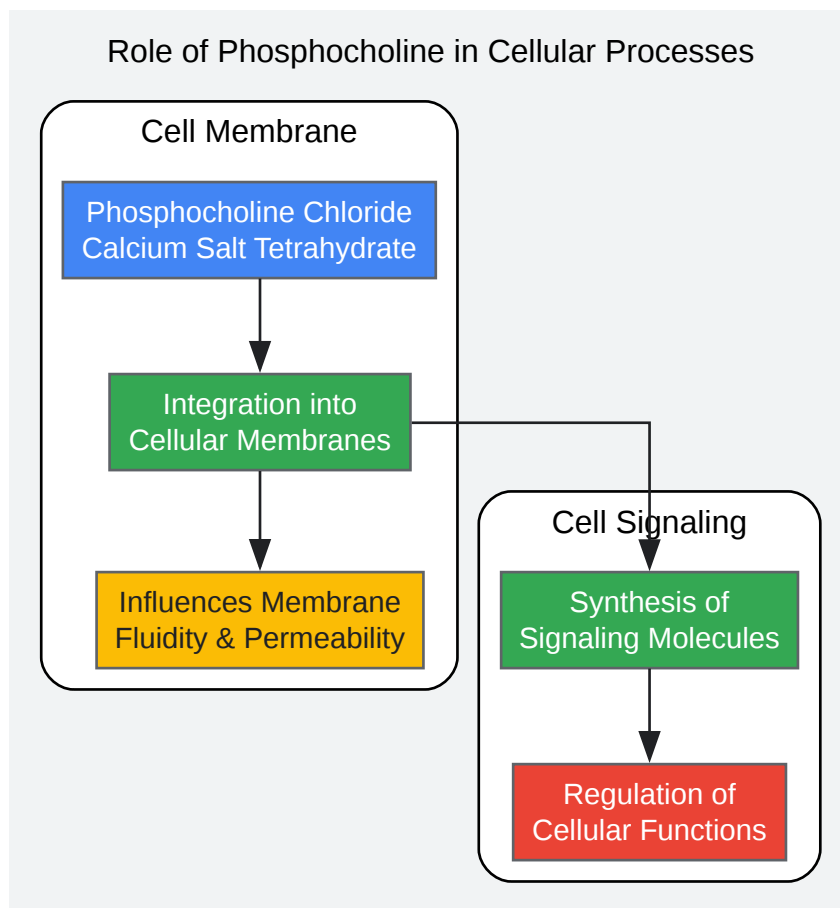 Role of Phosphocholine in Cellular Processes
Cell Membrane
Phosphocholine Chloride
Calcium Salt Tetrahydrate
Integration into
Cellular Membranes
Influences Membrane
Fluidity & Permeability
Cell Signaling
Synthesis of
Signaling Molecules
Regulation of
Cellular Functions